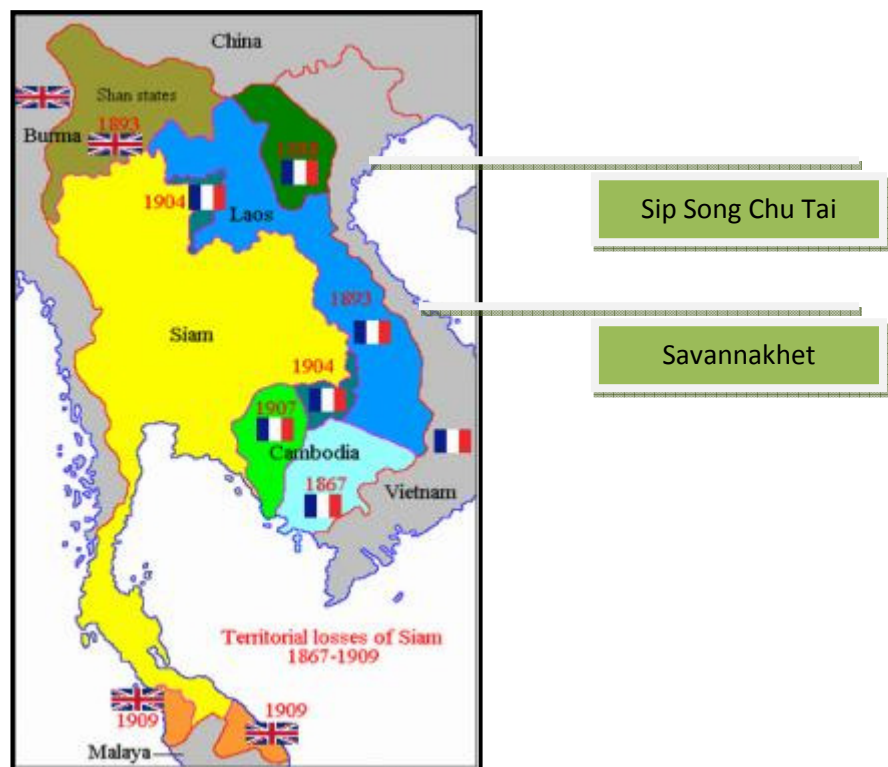 China
Shan states
1893
Burma
1888
1904
Laos
Sip Song Chu Tai
1893
Siam
Savannakhet
1904
1907
Cambodia
1867
Vietnam
Territorial losses of Siam
1867-1909
1909
1909
Malaya